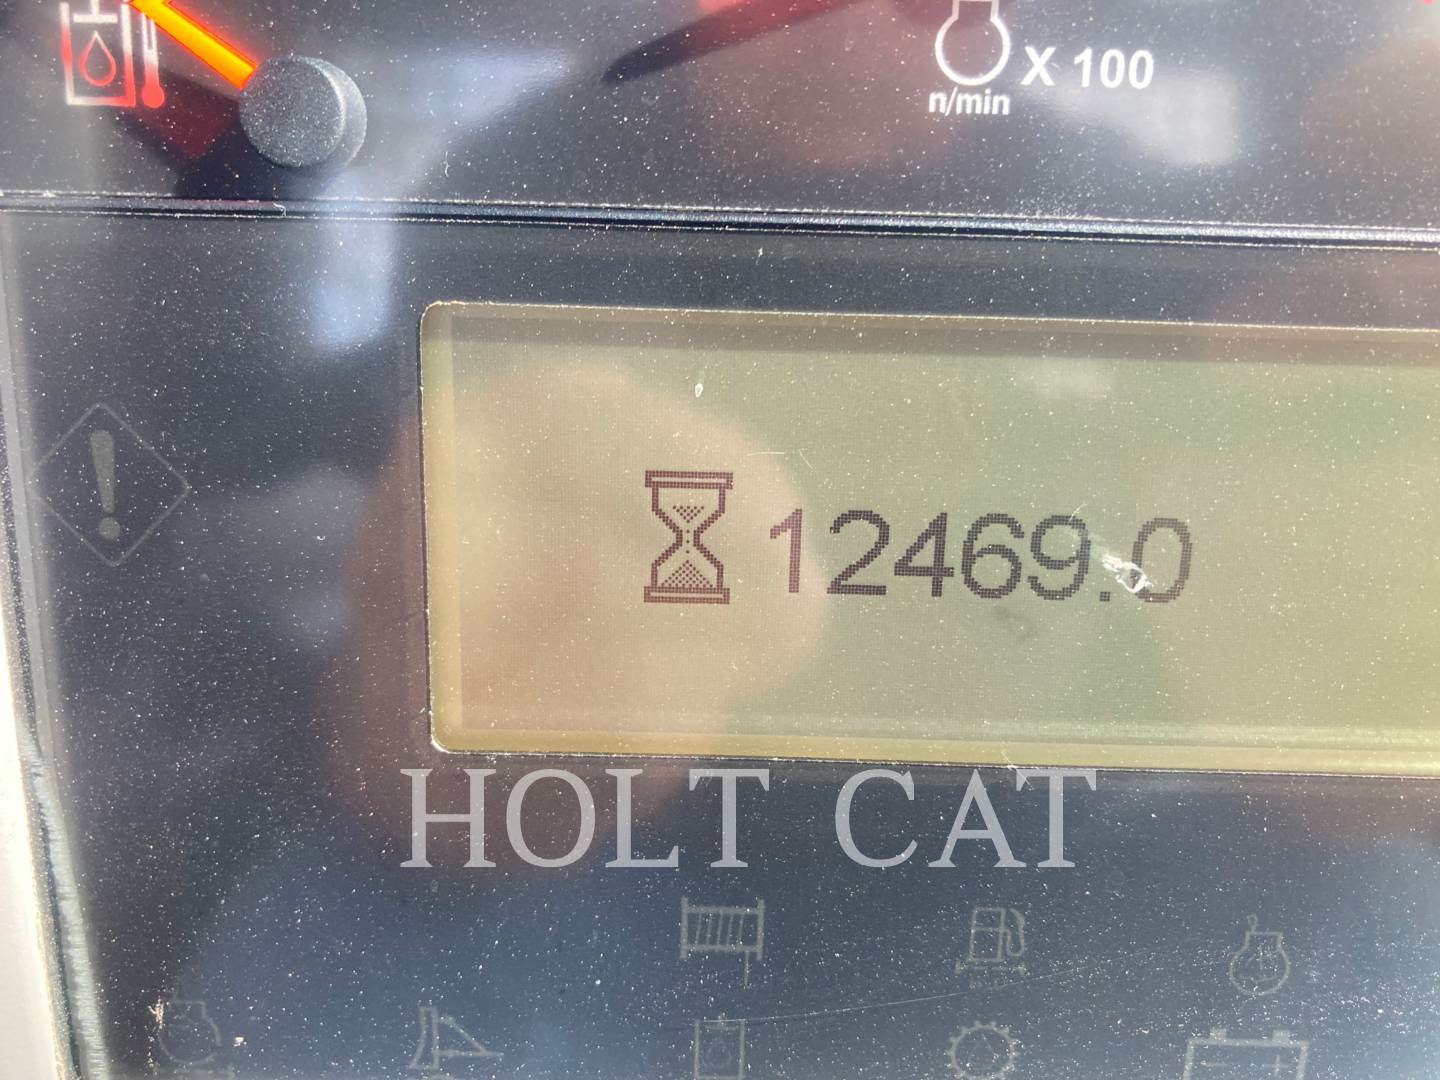 X 100
n/min
12469.0
HOLT CAT